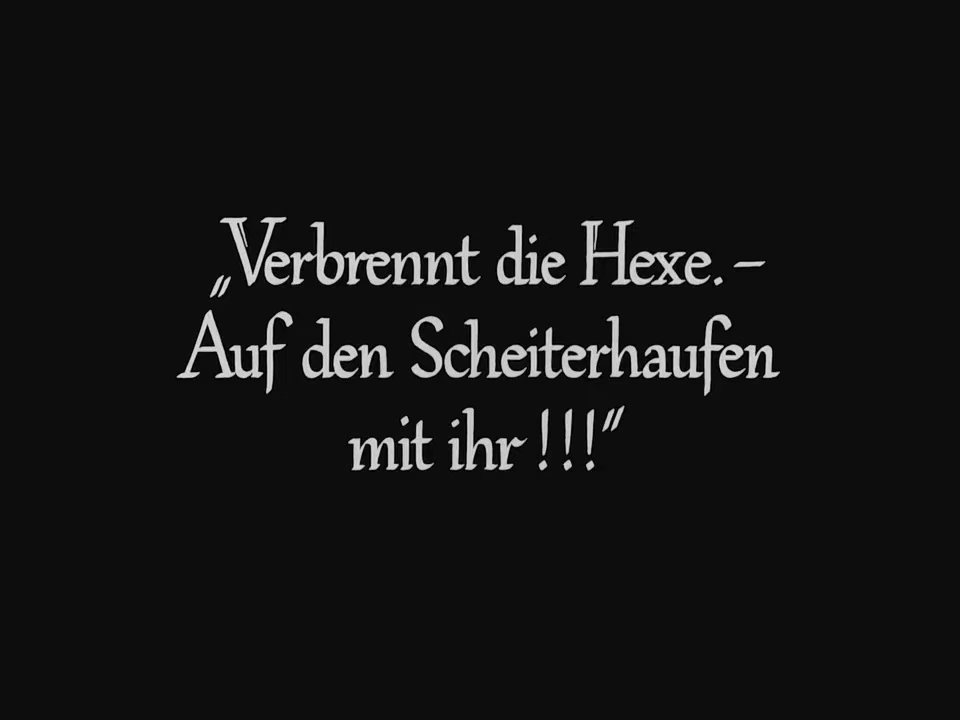 „Verbrennt die Hexe.–
Auf den Scheiterhaufen
mit ihr!!!“